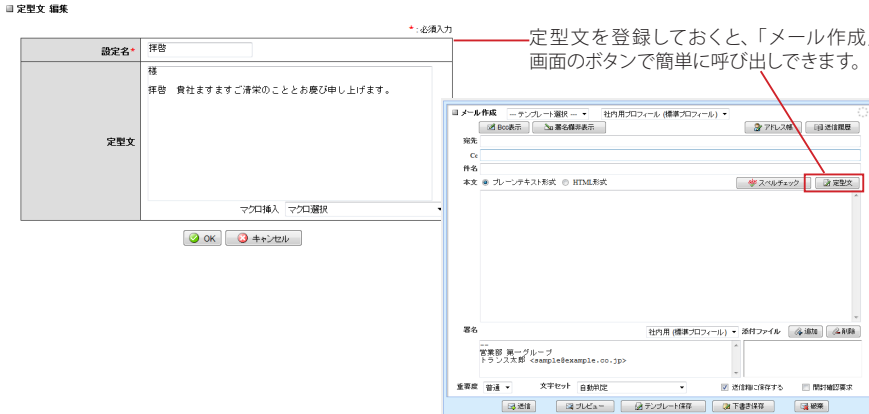 定型文 編集
*:必須入力
設定名* 拝啓
定型文
様
拝啓 貴社ますますご清栄のこととお慶び申し上げます。
マクロ挿入 マクロ選択
OK キャンセル
定型文を登録しておくと、「メール作成」
画面のボタンで簡単に呼び出しできます。
メール作成 --- テンプレート選択 --- 社内用プロフィール (標準プロフィール)
Bcc表示 署名欄非表示 アドレス帳 送信履歴
宛先
Cc
件名
本文 プレーンテキスト形式 HTML形式 スペルチェック 定型文
署名 社内用 (標準プロフィール) 添付ファイル 追加 削除
--
営業部 第一グループ
トランス太郎 <sample@example.co.jp>
重要度 普通 文字セット 自動判定 送信箱に保存する 開封確認要求
送信 プレビュー テンプレート保存 下書き保存 破棄